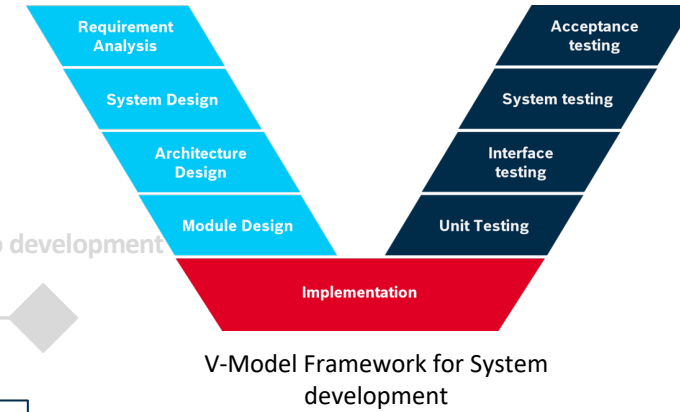 Requirement
Analysis
Acceptance
testing
System Design
System testing
Architecture
Design
Interface
testing
Module Design
Unit Testing
development
Implementation
V-Model Framework for System
development